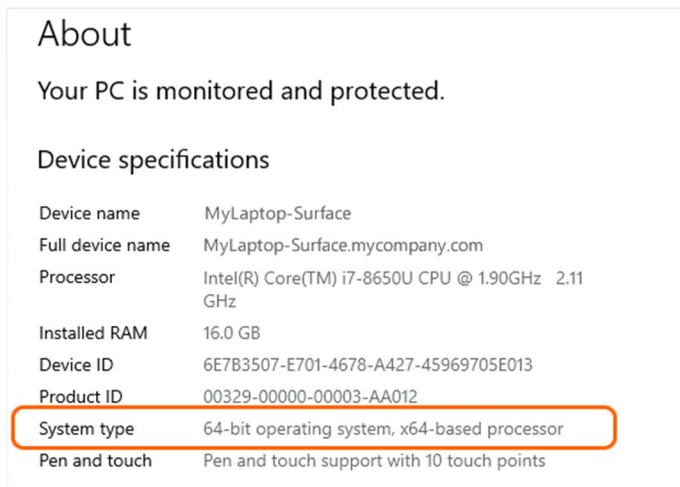 About
Your PC is monitored and protected.
Device specifications
Device name MyLaptop-Surface
Full device name MyLaptop-Surface.mycompany.com
Processor Intel(R) Core(TM) i7-8650U CPU @ 1.90GHz 2.11
GHz
Installed RAM 16.0 GB
Device ID 6E7B3507-E701-4678-A427-45969705E013
Product ID 00329-00000-00003-AA012
System type 64-bit operating system, x64-based processor
Pen and touch Pen and touch support with 10 touch points